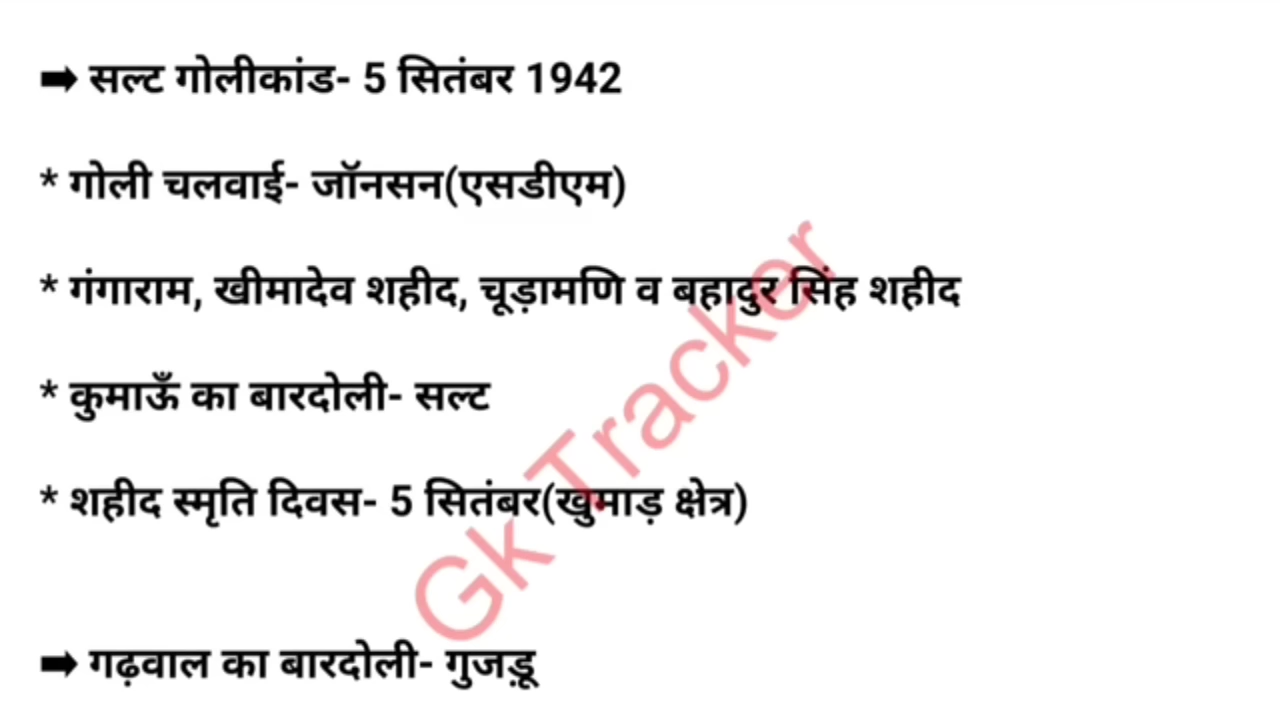 ➡ सल्ट गोलीकांड- 5 सितंबर 1942
* गोली चलवाई- जॉनसन(एसडीएम)
* गंगाराम, खीमादेव शहीद, चूड़ामणि व बहादुर सिंह शहीद
* कुमाऊँ का बारदोली- सल्ट
* शहीद स्मृति दिवस- 5 सितंबर(खुमाड़ क्षेत्र)
➡ गढ़वाल का बारदोली- गुजड़ू
Gk Tracker